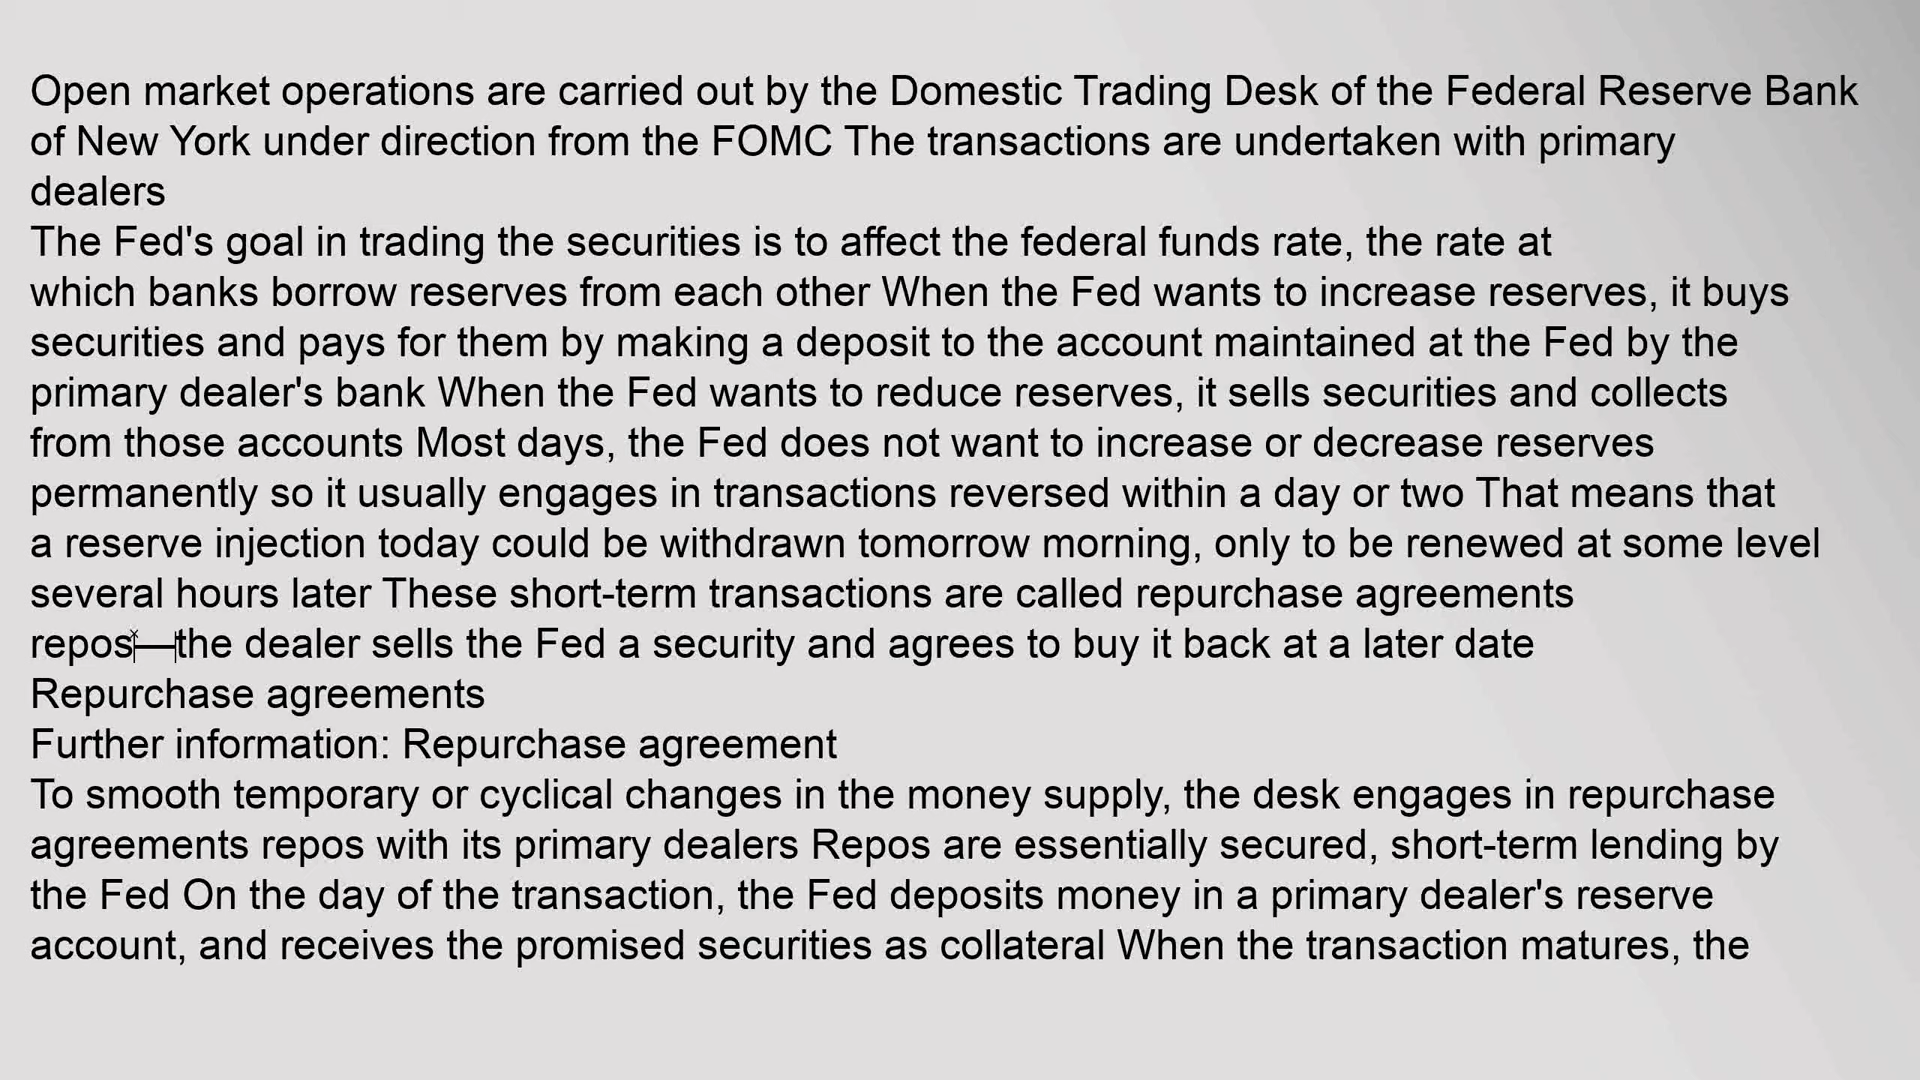 Open market operations are carried out by the Domestic Trading Desk of the Federal Reserve Bank
of New York under direction from the FOMC The transactions are undertaken with primary
dealers
The Fed's goal in trading the securities is to affect the federal funds rate, the rate at
which banks borrow reserves from each other When the Fed wants to increase reserves, it buys
securities and pays for them by making a deposit to the account maintained at the Fed by the
primary dealer's bank When the Fed wants to reduce reserves, it sells securities and collects
from those accounts Most days, the Fed does not want to increase or decrease reserves
permanently so it usually engages in transactions reversed within a day or two That means that
a reserve injection today could be withdrawn tomorrow morning, only to be renewed at some level
several hours later These short-term transactions are called repurchase agreements
repos—the dealer sells the Fed a security and agrees to buy it back at a later date
Repurchase agreements
Further information: Repurchase agreement
To smooth temporary or cyclical changes in the money supply, the desk engages in repurchase
agreements repos with its primary dealers Repos are essentially secured, short-term lending by
the Fed On the day of the transaction, the Fed deposits money in a primary dealer's reserve
account, and receives the promised securities as collateral When the transaction matures, the